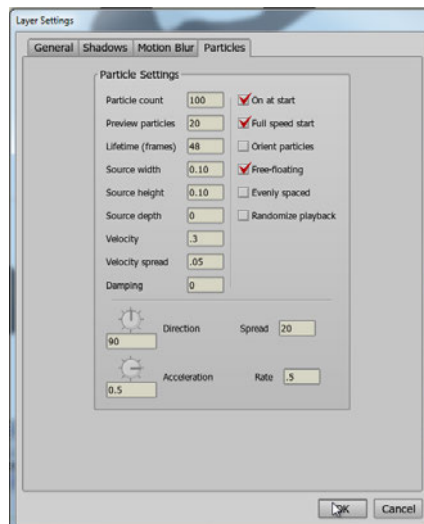 Layer Settings
General Shadows Motion Blur Particles
Particle Settings
Particle count 100 On at start
Preview particles 20 Full speed start
Lifetime (frames) 48 Orient particles
Source width 0.10 Free-floating
Source height 0.10 Evenly spaced
Source depth 0 Randomize playback
Velocity .3
Velocity spread .05
Damping 0
Direction Spread 20
90
Acceleration Rate .5
0.5
OK Cancel